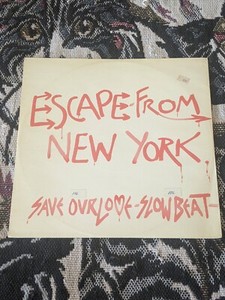 ESCAPE-FROM
NEW YORK
SAVE OUR LOVE-SLOW BEAT-